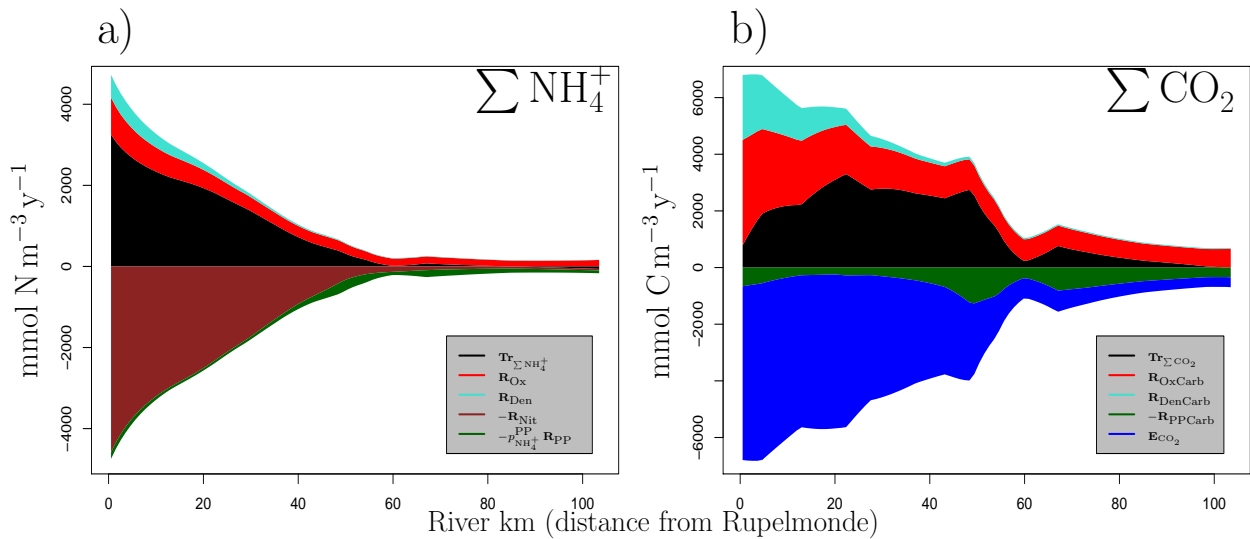 a)
∑ NH₄⁺
mmol N m⁻³ y⁻¹
4000
2000
0
−2000
−4000
0 20 40 60 80 100
Tr∑ NH₄⁺
R_Ox
R_Den
−R_Nit
−p^PP_NH₄⁺ R_PP
b)
∑ CO₂
mmol C m⁻³ y⁻¹
6000
4000
2000
0
−2000
−6000
0 20 40 60 80 100
Tr∑ CO₂
R_OxCarb
R_DenCarb
−R_PPCarb
E_CO₂
River km (distance from Rupelmonde)